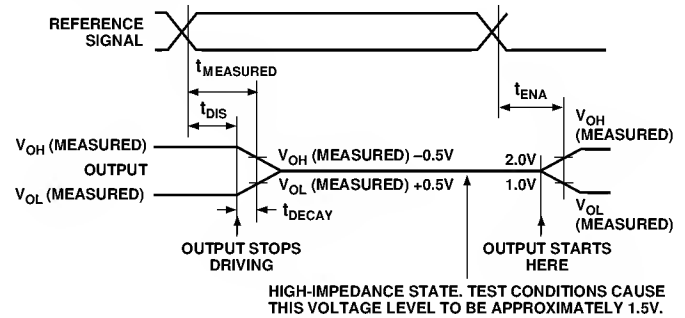 REFERENCE
SIGNAL
tMEASURED
tDIS
tENA
VOH (MEASURED)
OUTPUT
VOL (MEASURED)
VOH (MEASURED) –0.5V
VOL (MEASURED) +0.5V
2.0V
1.0V
VOH
(MEASURED)
VOL
(MEASURED)
tDECAY
OUTPUT STOPS
DRIVING
OUTPUT STARTS
HERE
HIGH-IMPEDANCE STATE. TEST CONDITIONS CAUSE
THIS VOLTAGE LEVEL TO BE APPROXIMATELY 1.5V.